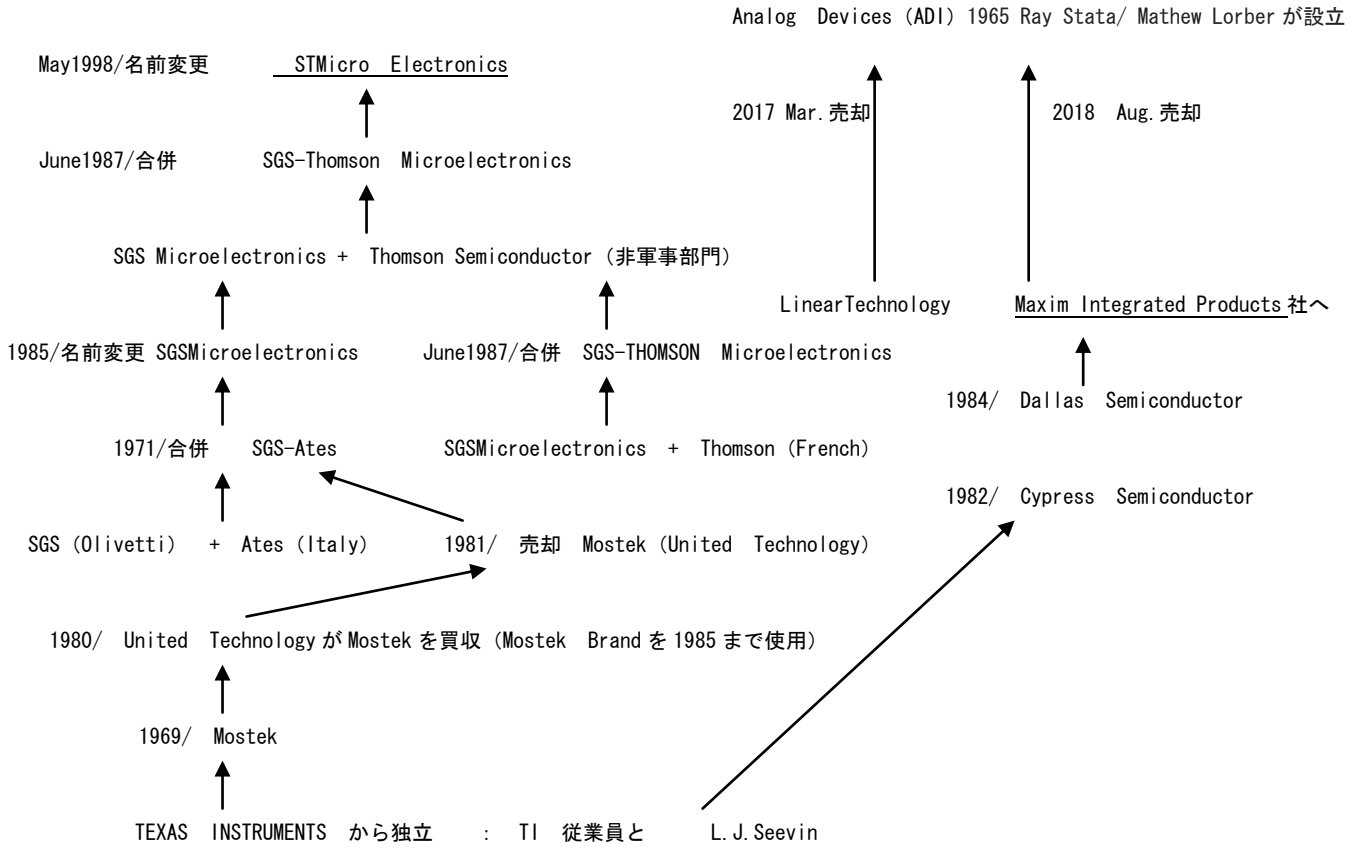 Analog Devices (ADI) 1965 Ray Stata/ Mathew Lorber が設立
May1998/名前変更 STMicro Electronics
2017 Mar.売却 2018 Aug.売却
June1987/合併 SGS-Thomson Microelectronics
SGS Microelectronics + Thomson Semiconductor（非軍事部門）
LinearTechnology Maxim Integrated Products 社へ
1985/名前変更 SGSMicroelectronics June1987/合併 SGS-THOMSON Microelectronics
1984/ Dallas Semiconductor
1971/合併 SGS-Ates SGSMicroelectronics + Thomson (French)
1982/ Cypress Semiconductor
SGS (Olivetti) + Ates (Italy) 1981/ 売却 Mostek (United Technology)
1980/ United Technology が Mostek を買収（Mostek Brand を 1985 まで使用）
1969/ Mostek
TEXAS INSTRUMENTS から独立 : TI 従業員と L.J.Seevin